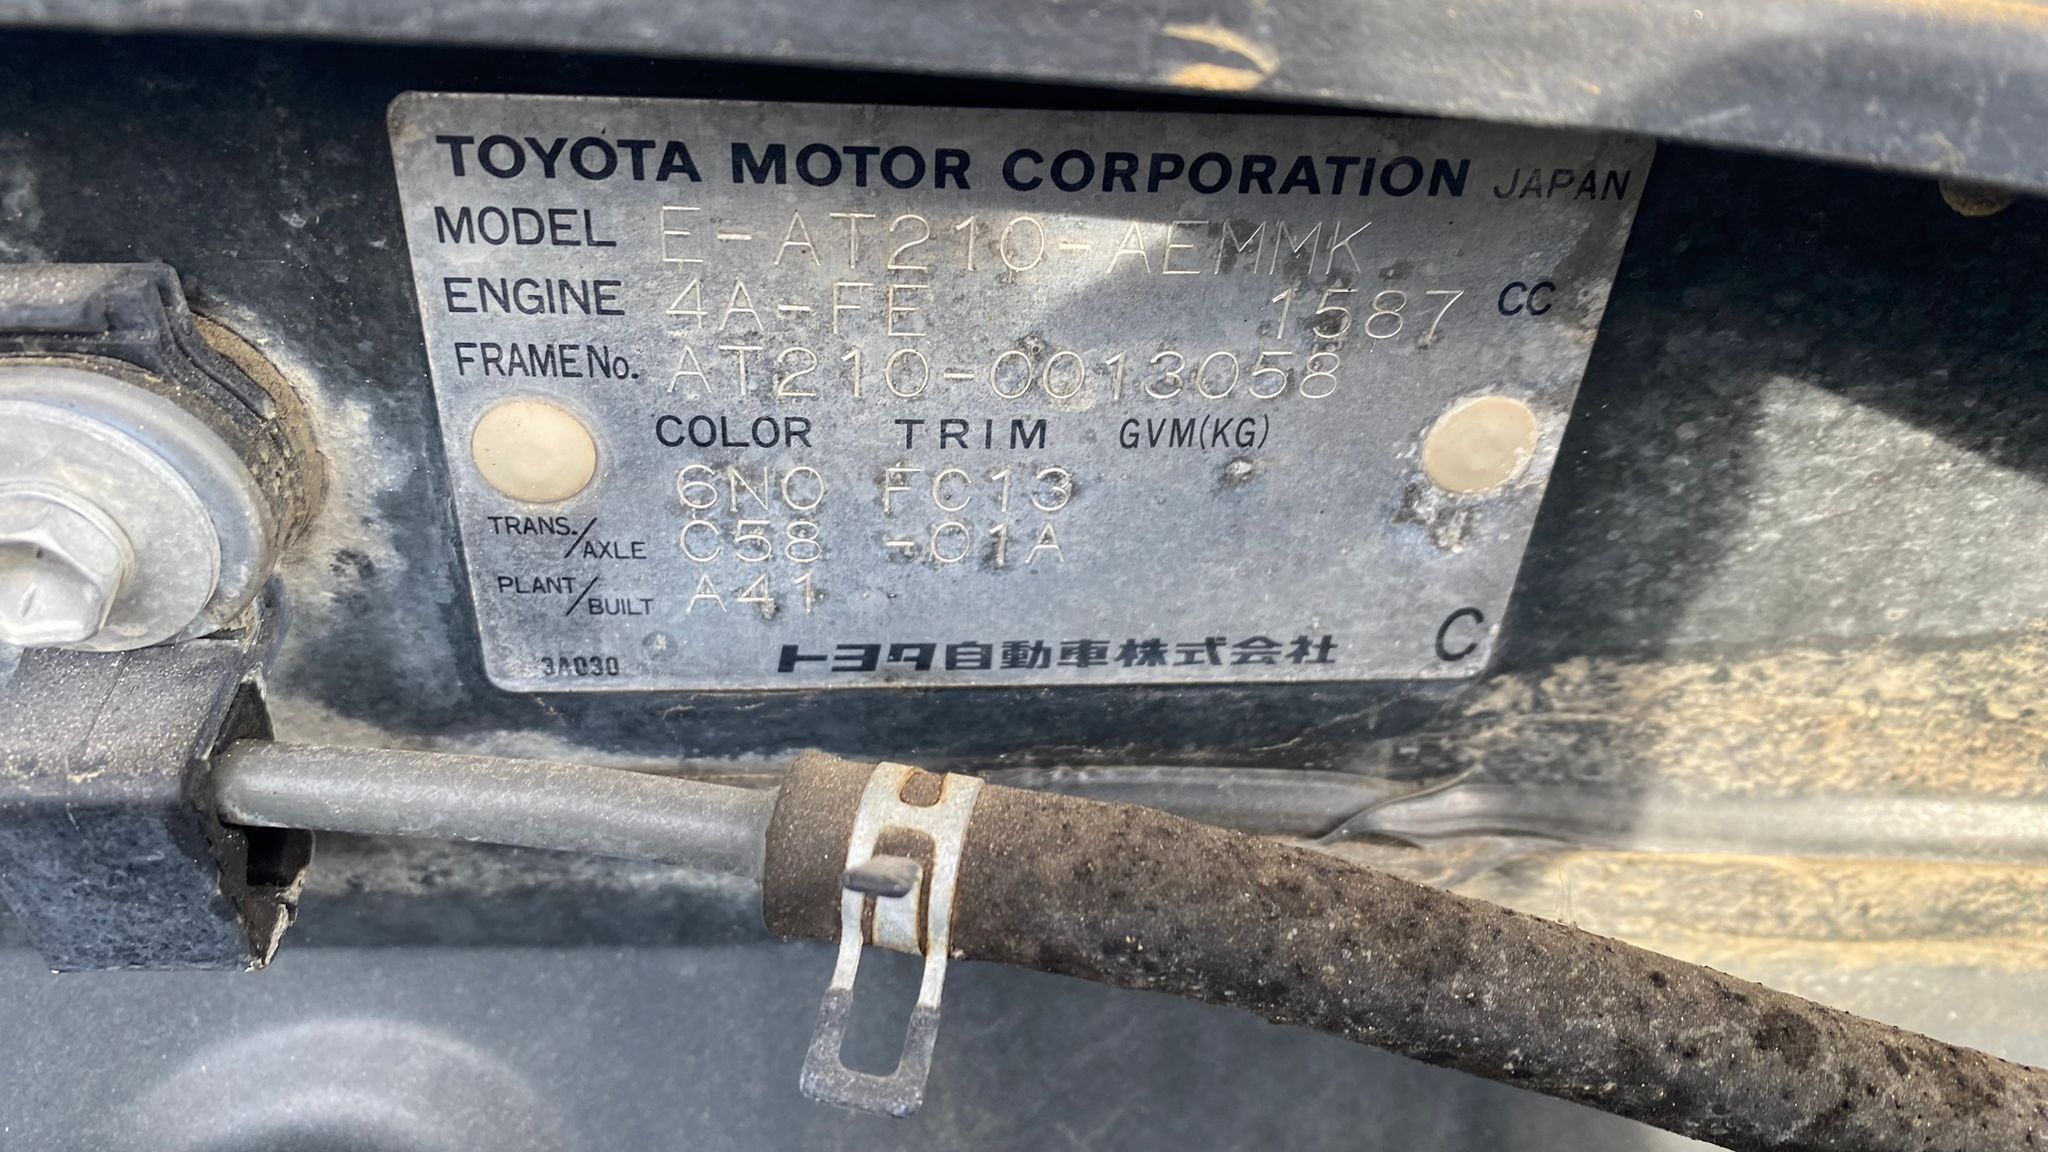 TOYOTA MOTOR CORPORATION JAPAN
MODEL E-AT210-AEMMK
ENGINE 4A-FE 1587 CC
FRAME No. AT210-0013058
COLOR TRIM GVM(KG)
6N0 FC13
TRANS./AXLE C58 -01A
PLANT/BUILT A41
3A030 トヨタ自動車株式会社 C